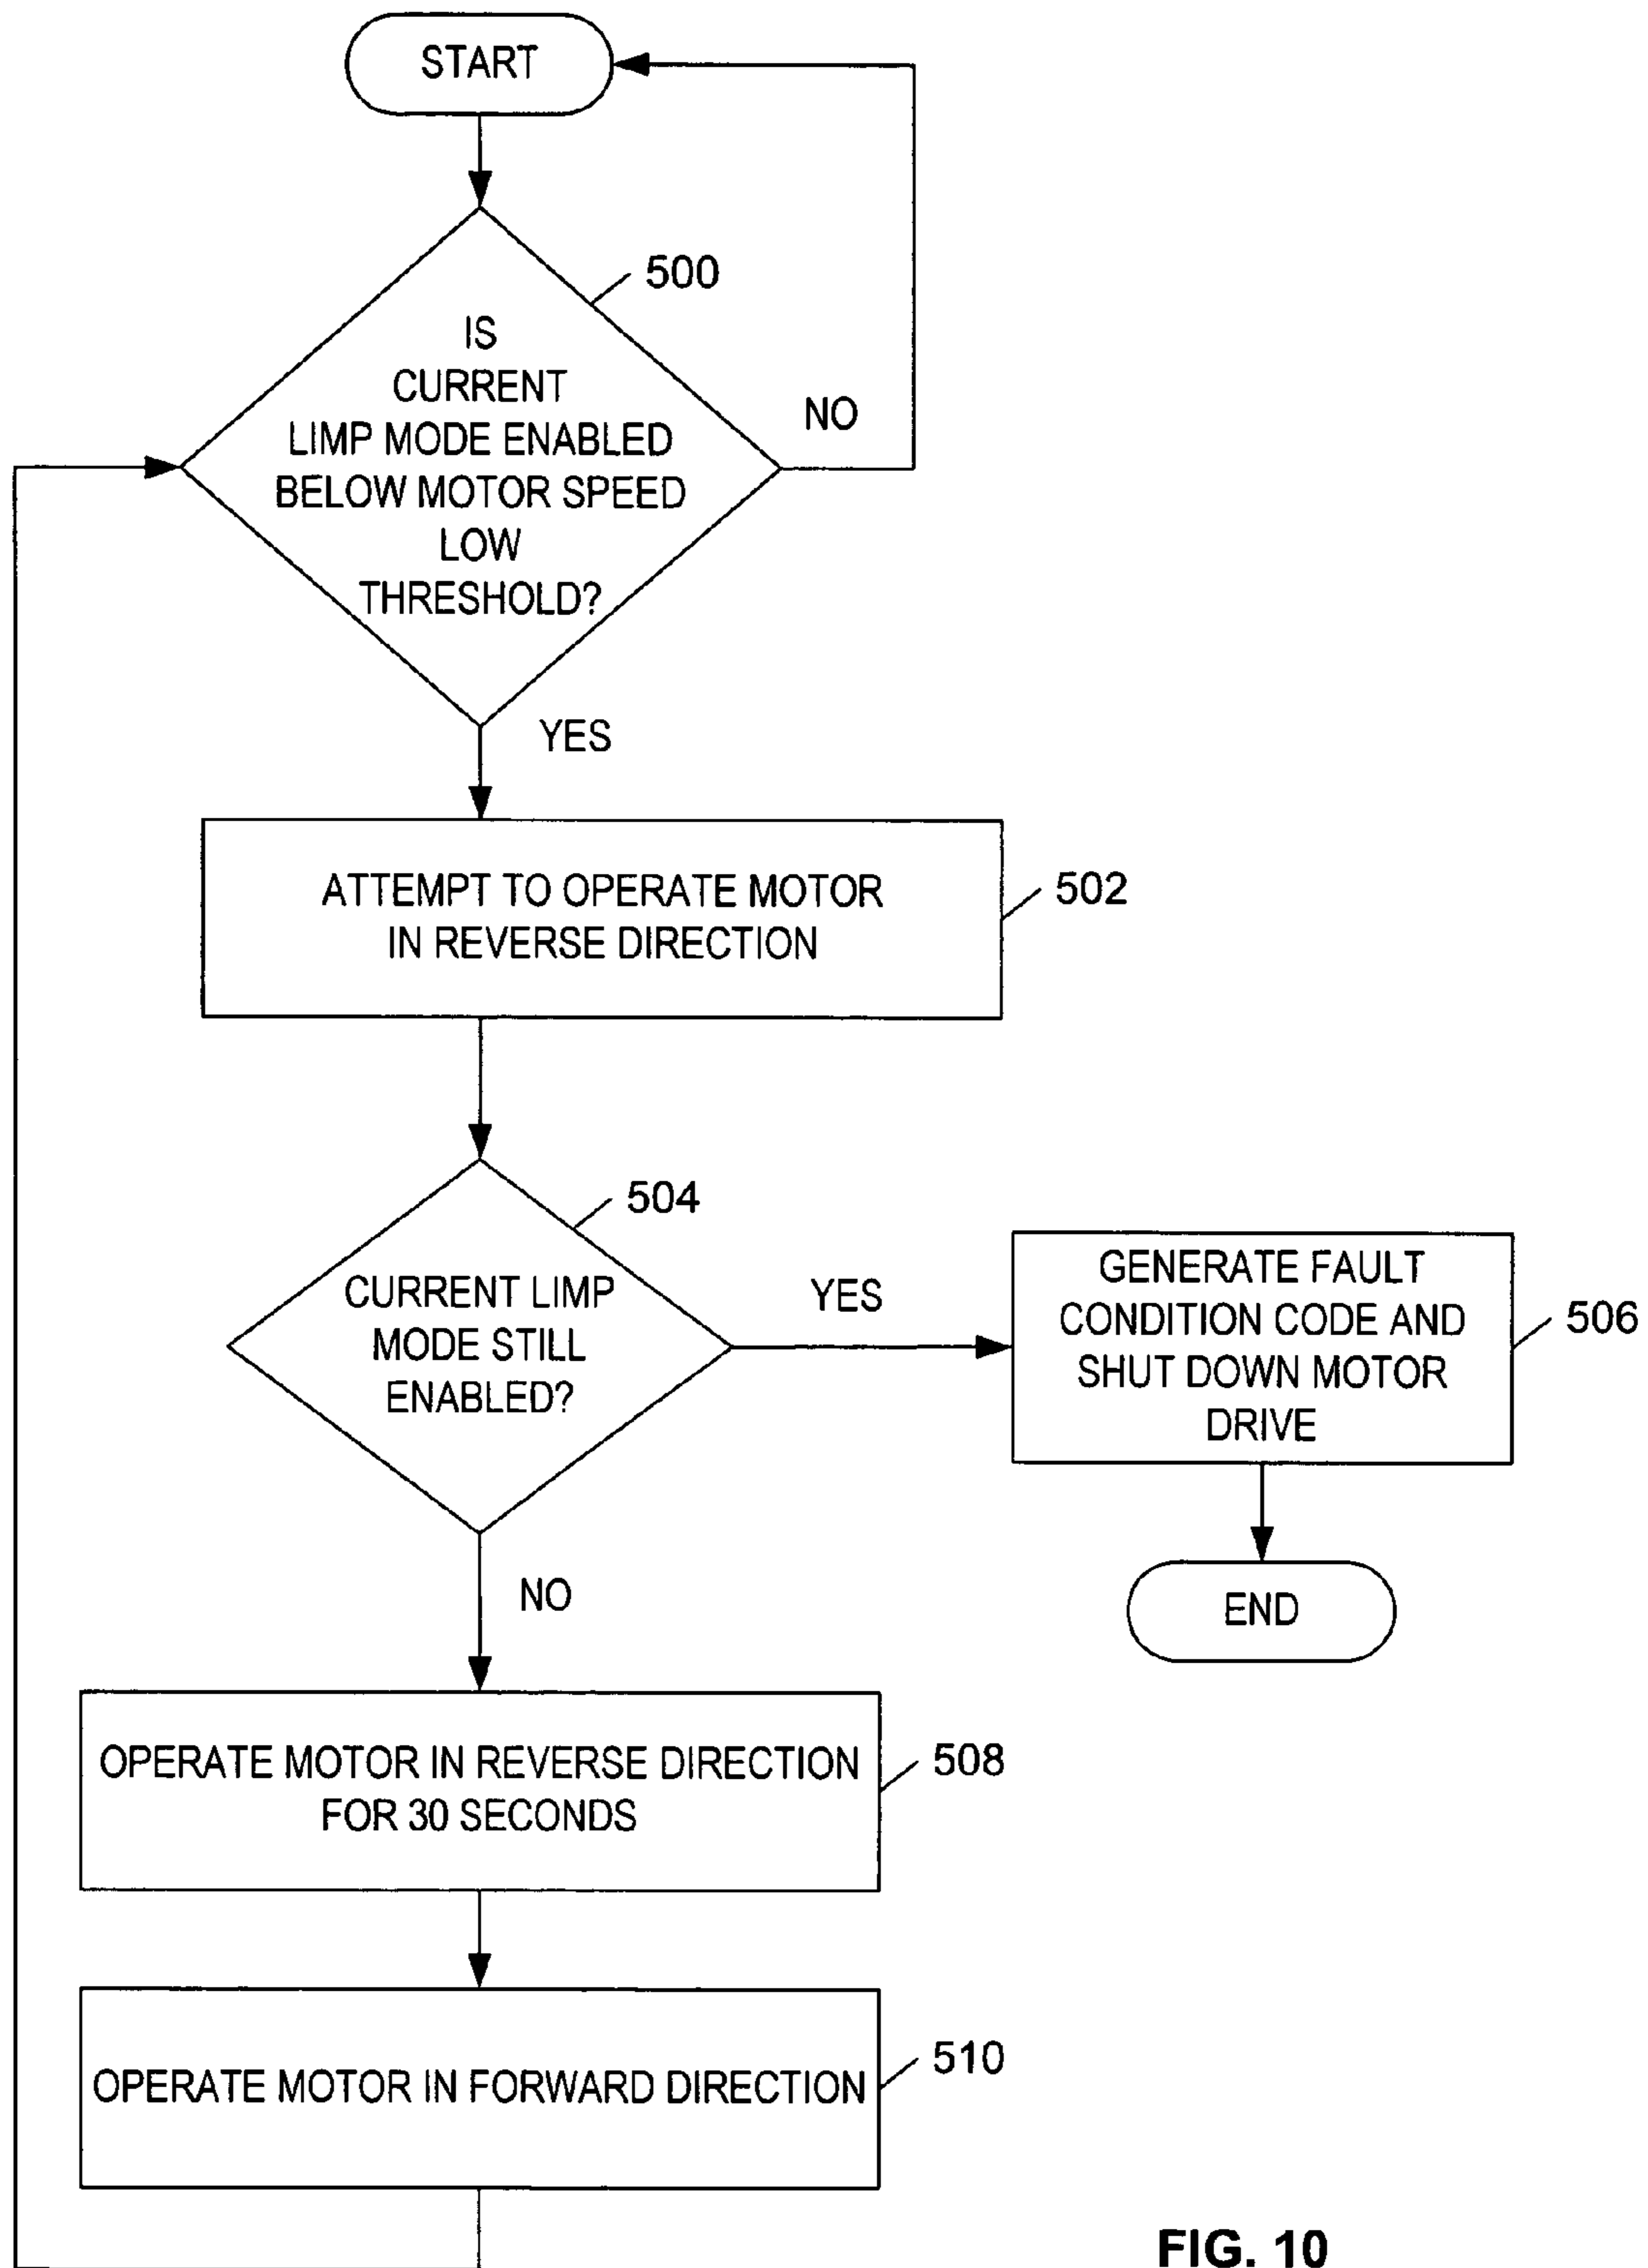 START
500
IS
CURRENT
LIMP MODE ENABLED
BELOW MOTOR SPEED
LOW
THRESHOLD?
NO
YES
ATTEMPT TO OPERATE MOTOR
IN REVERSE DIRECTION
502
504
CURRENT LIMP
MODE STILL
ENABLED?
YES
GENERATE FAULT
CONDITION CODE AND
SHUT DOWN MOTOR
DRIVE
506
END
NO
OPERATE MOTOR IN REVERSE DIRECTION
FOR 30 SECONDS
508
OPERATE MOTOR IN FORWARD DIRECTION
510
FIG. 10